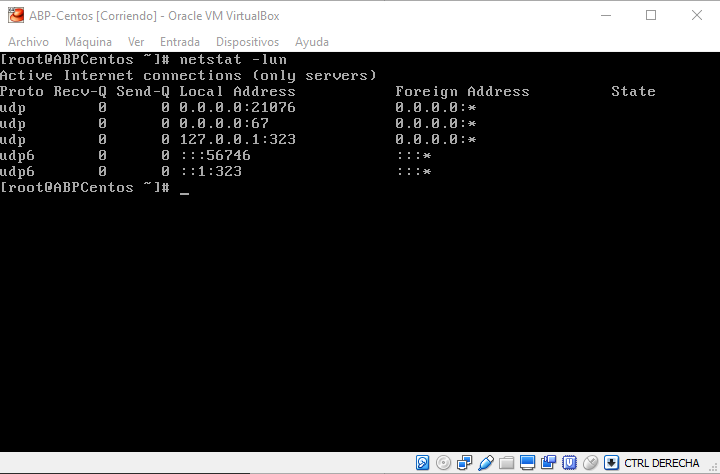 ABP-Centos [Corriendo] - Oracle VM VirtualBox
Archivo Máquina Ver Entrada Dispositivos Ayuda
[root@ABPCentos ~]# netstat -lun
Active Internet connections (only servers)
Proto Recv-Q Send-Q Local Address Foreign Address State
udp 0 0 0.0.0.0:21076 0.0.0.0:*
udp 0 0 0.0.0.0:67 0.0.0.0:*
udp 0 0 127.0.0.1:323 0.0.0.0:*
udp6 0 0 :::56746 :::*
udp6 0 0 ::1:323 :::*
[root@ABPCentos ~]# _
CTRL DERECHA